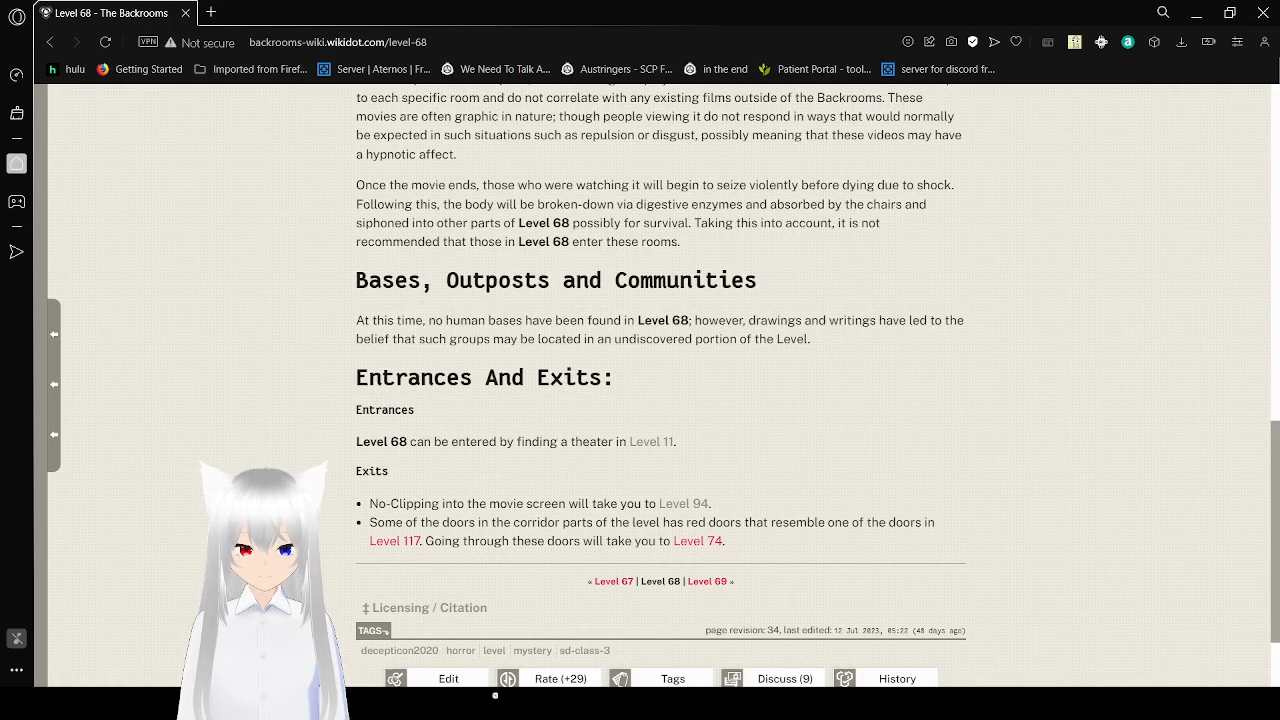 Level 68 - The Backrooms
VPN Not secure backrooms-wiki.wikidot.com/level-68
hulu Getting Started Imported from Firef... Server | Aternos | Fr... We Need To Talk A... Austringers - SCP F... in the end Patient Portal - tool... server for discord fr...
to each specific room and do not correlate with any existing films outside of the Backrooms. These
movies are often graphic in nature; though people viewing it do not respond in ways that would normally
be expected in such situations such as repulsion or disgust, possibly meaning that these videos may have
a hypnotic affect.
Once the movie ends, those who were watching it will begin to seize violently before dying due to shock.
Following this, the body will be broken-down via digestive enzymes and absorbed by the chairs and
siphoned into other parts of Level 68 possibly for survival. Taking this into account, it is not
recommended that those in Level 68 enter these rooms.
Bases, Outposts and Communities
At this time, no human bases have been found in Level 68; however, drawings and writings have led to the
belief that such groups may be located in an undiscovered portion of the Level.
Entrances And Exits:
Entrances
Level 68 can be entered by finding a theater in Level 11.
Exits
• No-Clipping into the movie screen will take you to Level 94.
• Some of the doors in the corridor parts of the level has red doors that resemble one of the doors in
Level 117. Going through these doors will take you to Level 74.
« Level 67 | Level 68 | Level 69 »
‡ Licensing / Citation
TAGS
page revision: 34, last edited: 12 Jul 2023, 05:22 (48 days ago)
decepticon2020 horror level mystery sd-class-3
Edit Rate (+29) Tags Discuss (9) History